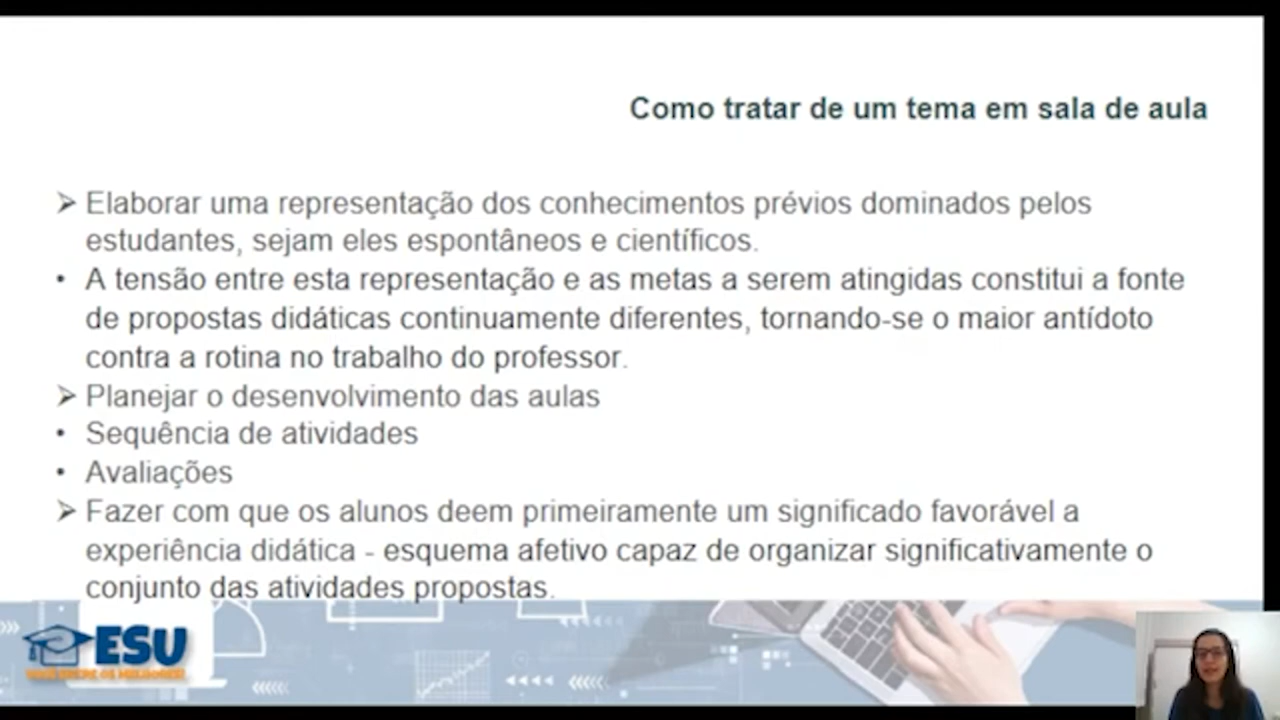 Como tratar de um tema em sala de aula
➢ Elaborar uma representação dos conhecimentos prévios dominados pelos
estudantes, sejam eles espontâneos e científicos.
• A tensão entre esta representação e as metas a serem atingidas constitui a fonte
de propostas didáticas continuamente diferentes, tornando-se o maior antídoto
contra a rotina no trabalho do professor.
➢ Planejar o desenvolvimento das aulas
• Sequência de atividades
• Avaliações
➢ Fazer com que os alunos deem primeiramente um significado favorável a
experiência didática - esquema afetivo capaz de organizar significativamente o
conjunto das atividades propostas.
ESU